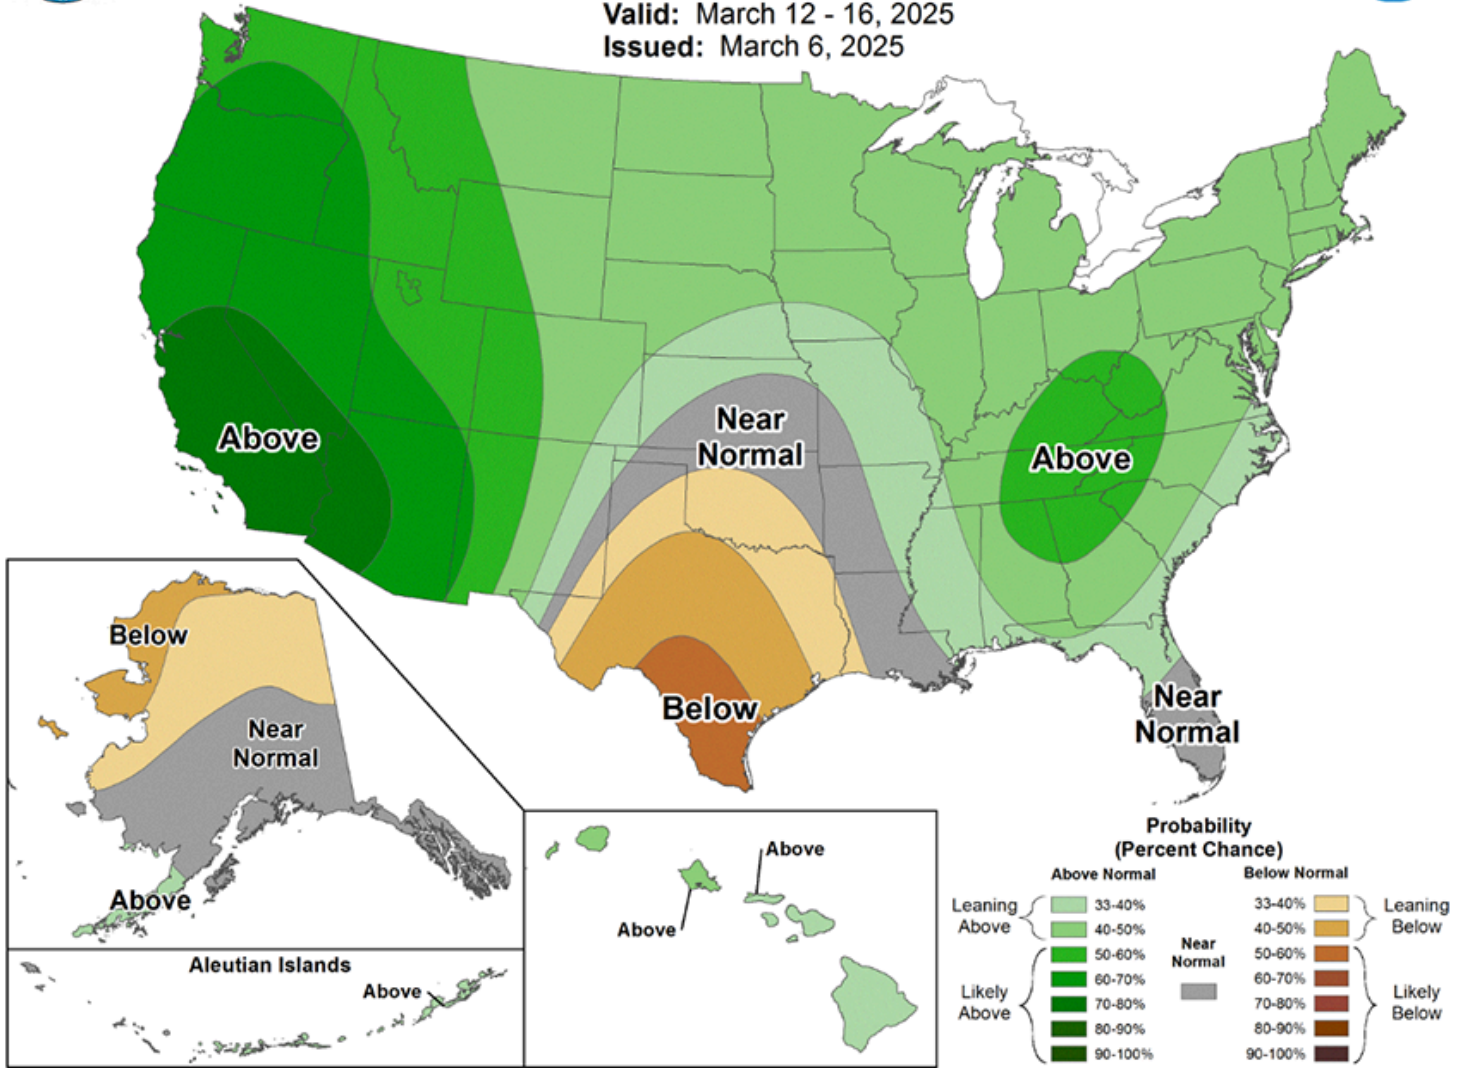 Valid: March 12 - 16, 2025
Issued: March 6, 2025
Above
Near
Normal
Above
Below
Near
Normal
Below
Near
Normal
Above
Aleutian Islands
Above
Above
Above
Probability
(Percent Chance)
Above Normal
Below Normal
Leaning
Above
33-40%
40-50%
Likely
Above
50-60%
60-70%
70-80%
80-90%
90-100%
Near
Normal
33-40%
40-50%
Leaning
Below
50-60%
60-70%
70-80%
80-90%
90-100%
Likely
Below